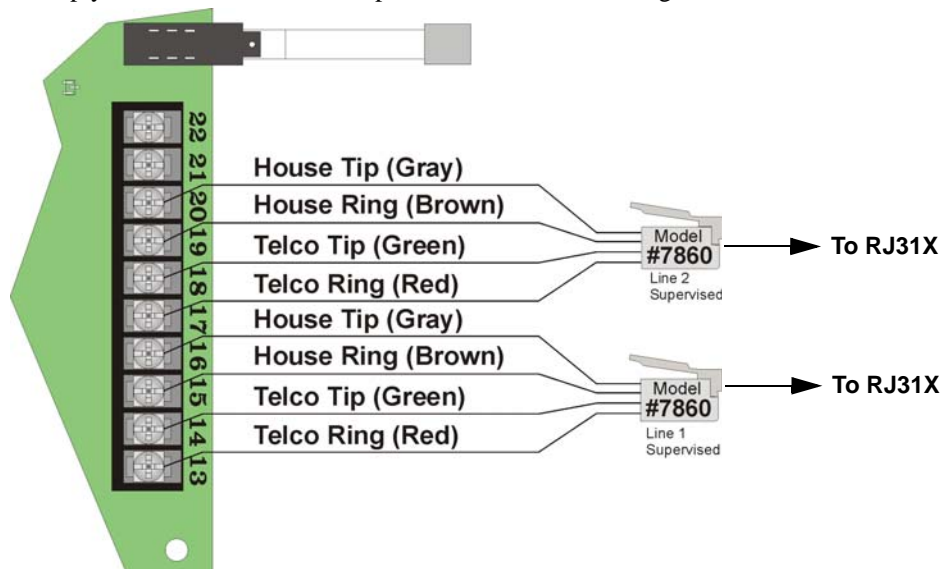 22
21
20
19
18
17
16
15
14
13
House Tip (Gray)
House Ring (Brown)
Telco Tip (Green)
Telco Ring (Red)
House Tip (Gray)
House Ring (Brown)
Telco Tip (Green)
Telco Ring (Red)
Model
#7860
Line 2
Supervised
To RJ31X
Model
#7860
Line 1
Supervised
To RJ31X